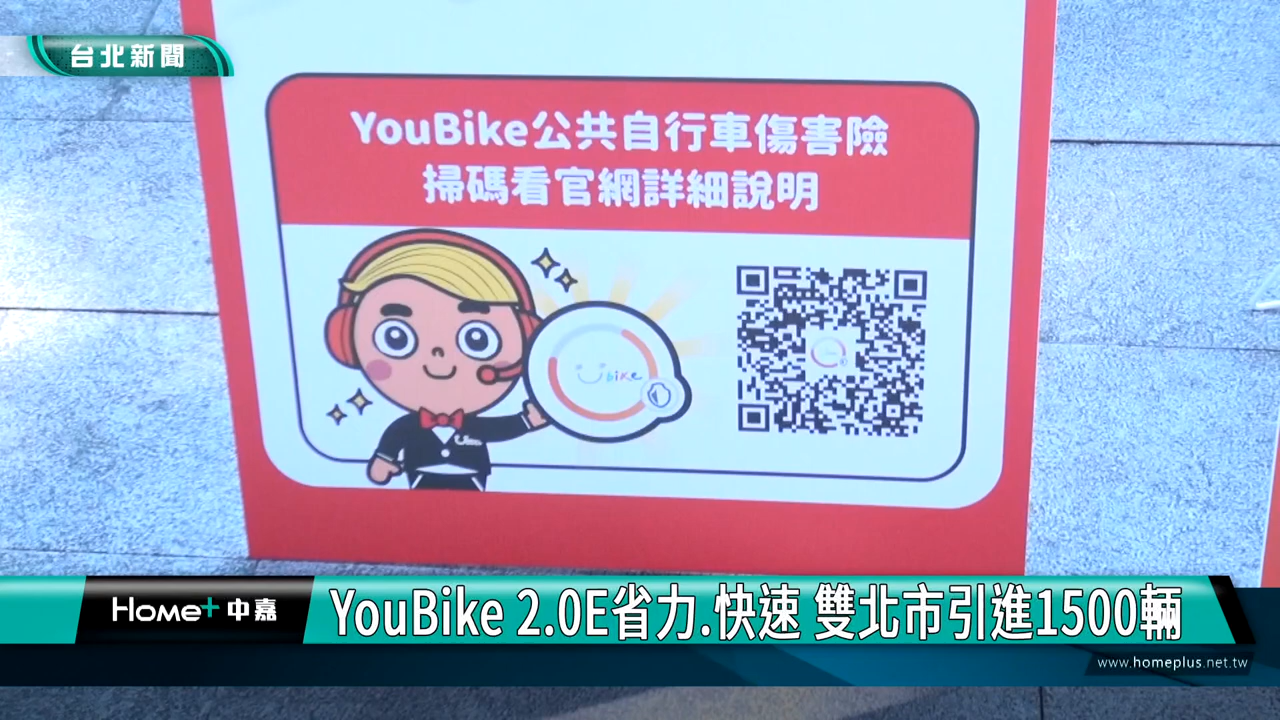 台北新聞
YouBike公共自行車傷害險
掃碼看官網詳細說明
Ubike
Home+ 中嘉
YouBike 2.0E省力.快速 雙北市引進1500輛
www.homeplus.net.tw